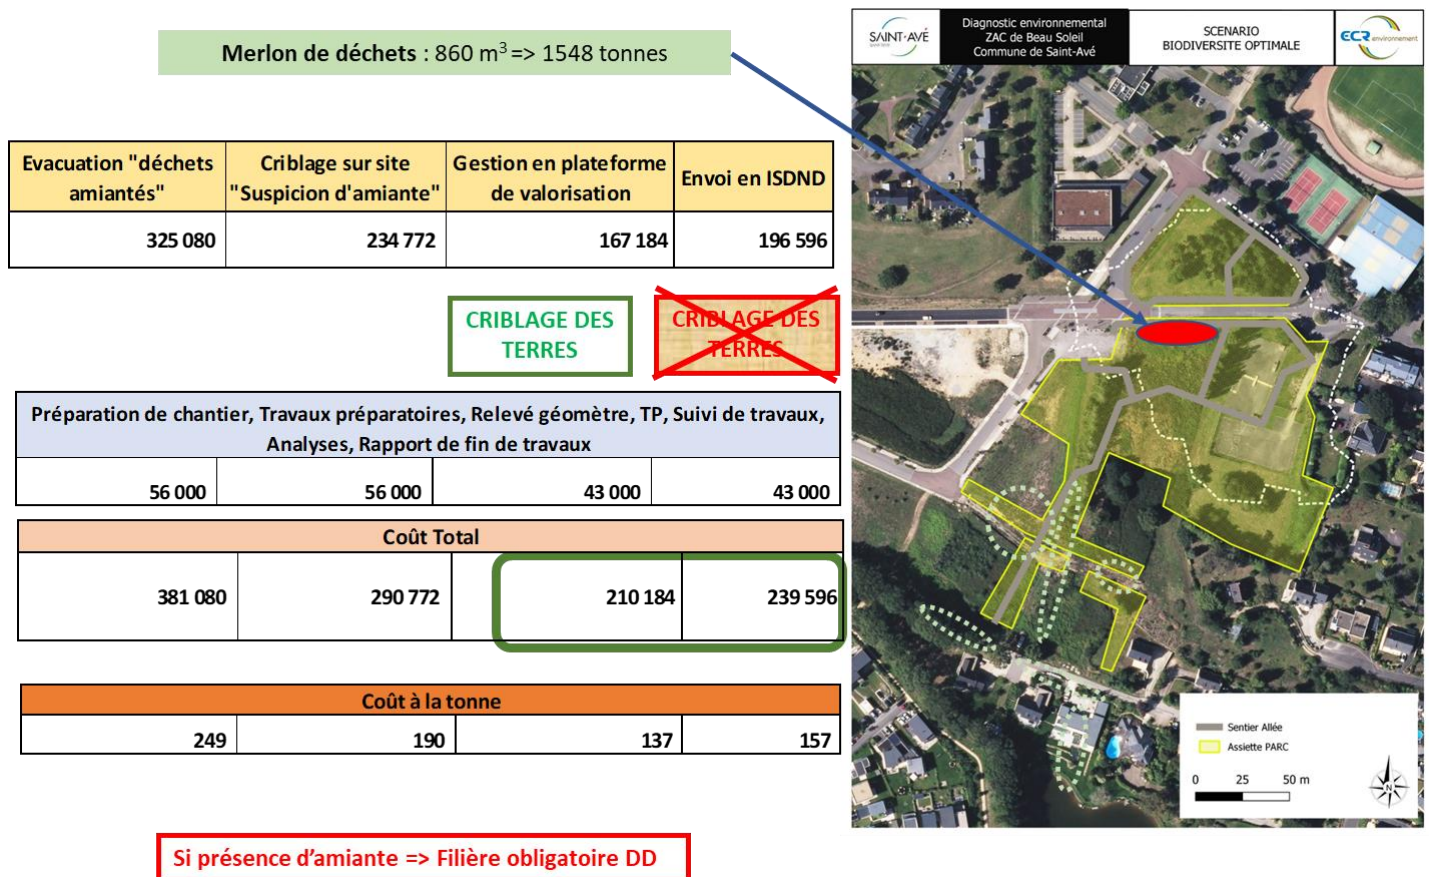 Merlon de déchets : 860 m³ => 1548 tonnes
Evacuation "déchets amiantés"
Criblage sur site "Suspicion d'amiante"
Gestion en plateforme de valorisation
Envoi en ISDND
325 080
234 772
167 184
196 596
CRIBLAGE DES
TERRES
CRIBLAGE DES
TERRES
Préparation de chantier, Travaux préparatoires, Relevé géomètre, TP, Suivi de travaux,
Analyses, Rapport de fin de travaux
56 000
56 000
43 000
43 000
Coût Total
381 080
290 772
210 184
239 596
Coût à la tonne
249
190
137
157
Si présence d'amiante => Filière obligatoire DD
SAINT-AVÉ
Diagnostic environnemental
ZAC de Beau Soleil
Commune de Saint-Avé
SCENARIO
BIODIVERSITE OPTIMALE
ECR environnement
Sentier Allée
Assiette PARC
0 25 50 m
N